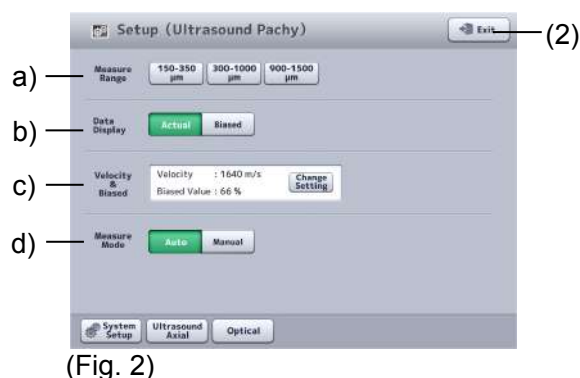 Setup (Ultrasound Pachy)
Exit
(2)
a)
Measure
Range
150-350
μm
300-1000
μm
900-1500
μm
b)
Data
Display
Actual
Biased
c)
Velocity
&
Biased
Velocity : 1640 m/s
Biased Value : 66 %
Change
Setting
d)
Measure
Mode
Auto
Manual
System
Setup
Ultrasound
Axial
Optical
(Fig. 2)